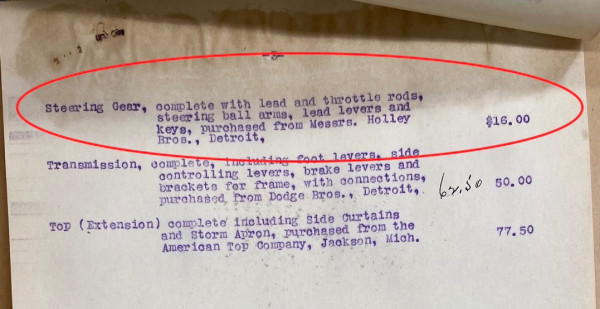 -8-
Steering Gear, complete with lead and throttle rods,
steering ball arms, lead levers and
keys, purchased from Messrs. Holley
Bros., Detroit, $16.00
Transmission, complete, including foot levers, side
controlling levers, brake levers and
brackets for frame, with connections,
purchased from Dodge Bros., Detroit, 62.50 50.00
Top (Extension) complete including Side Curtains
and Storm Apron, purchased from the
American Top Company, Jackson, Mich. 77.50